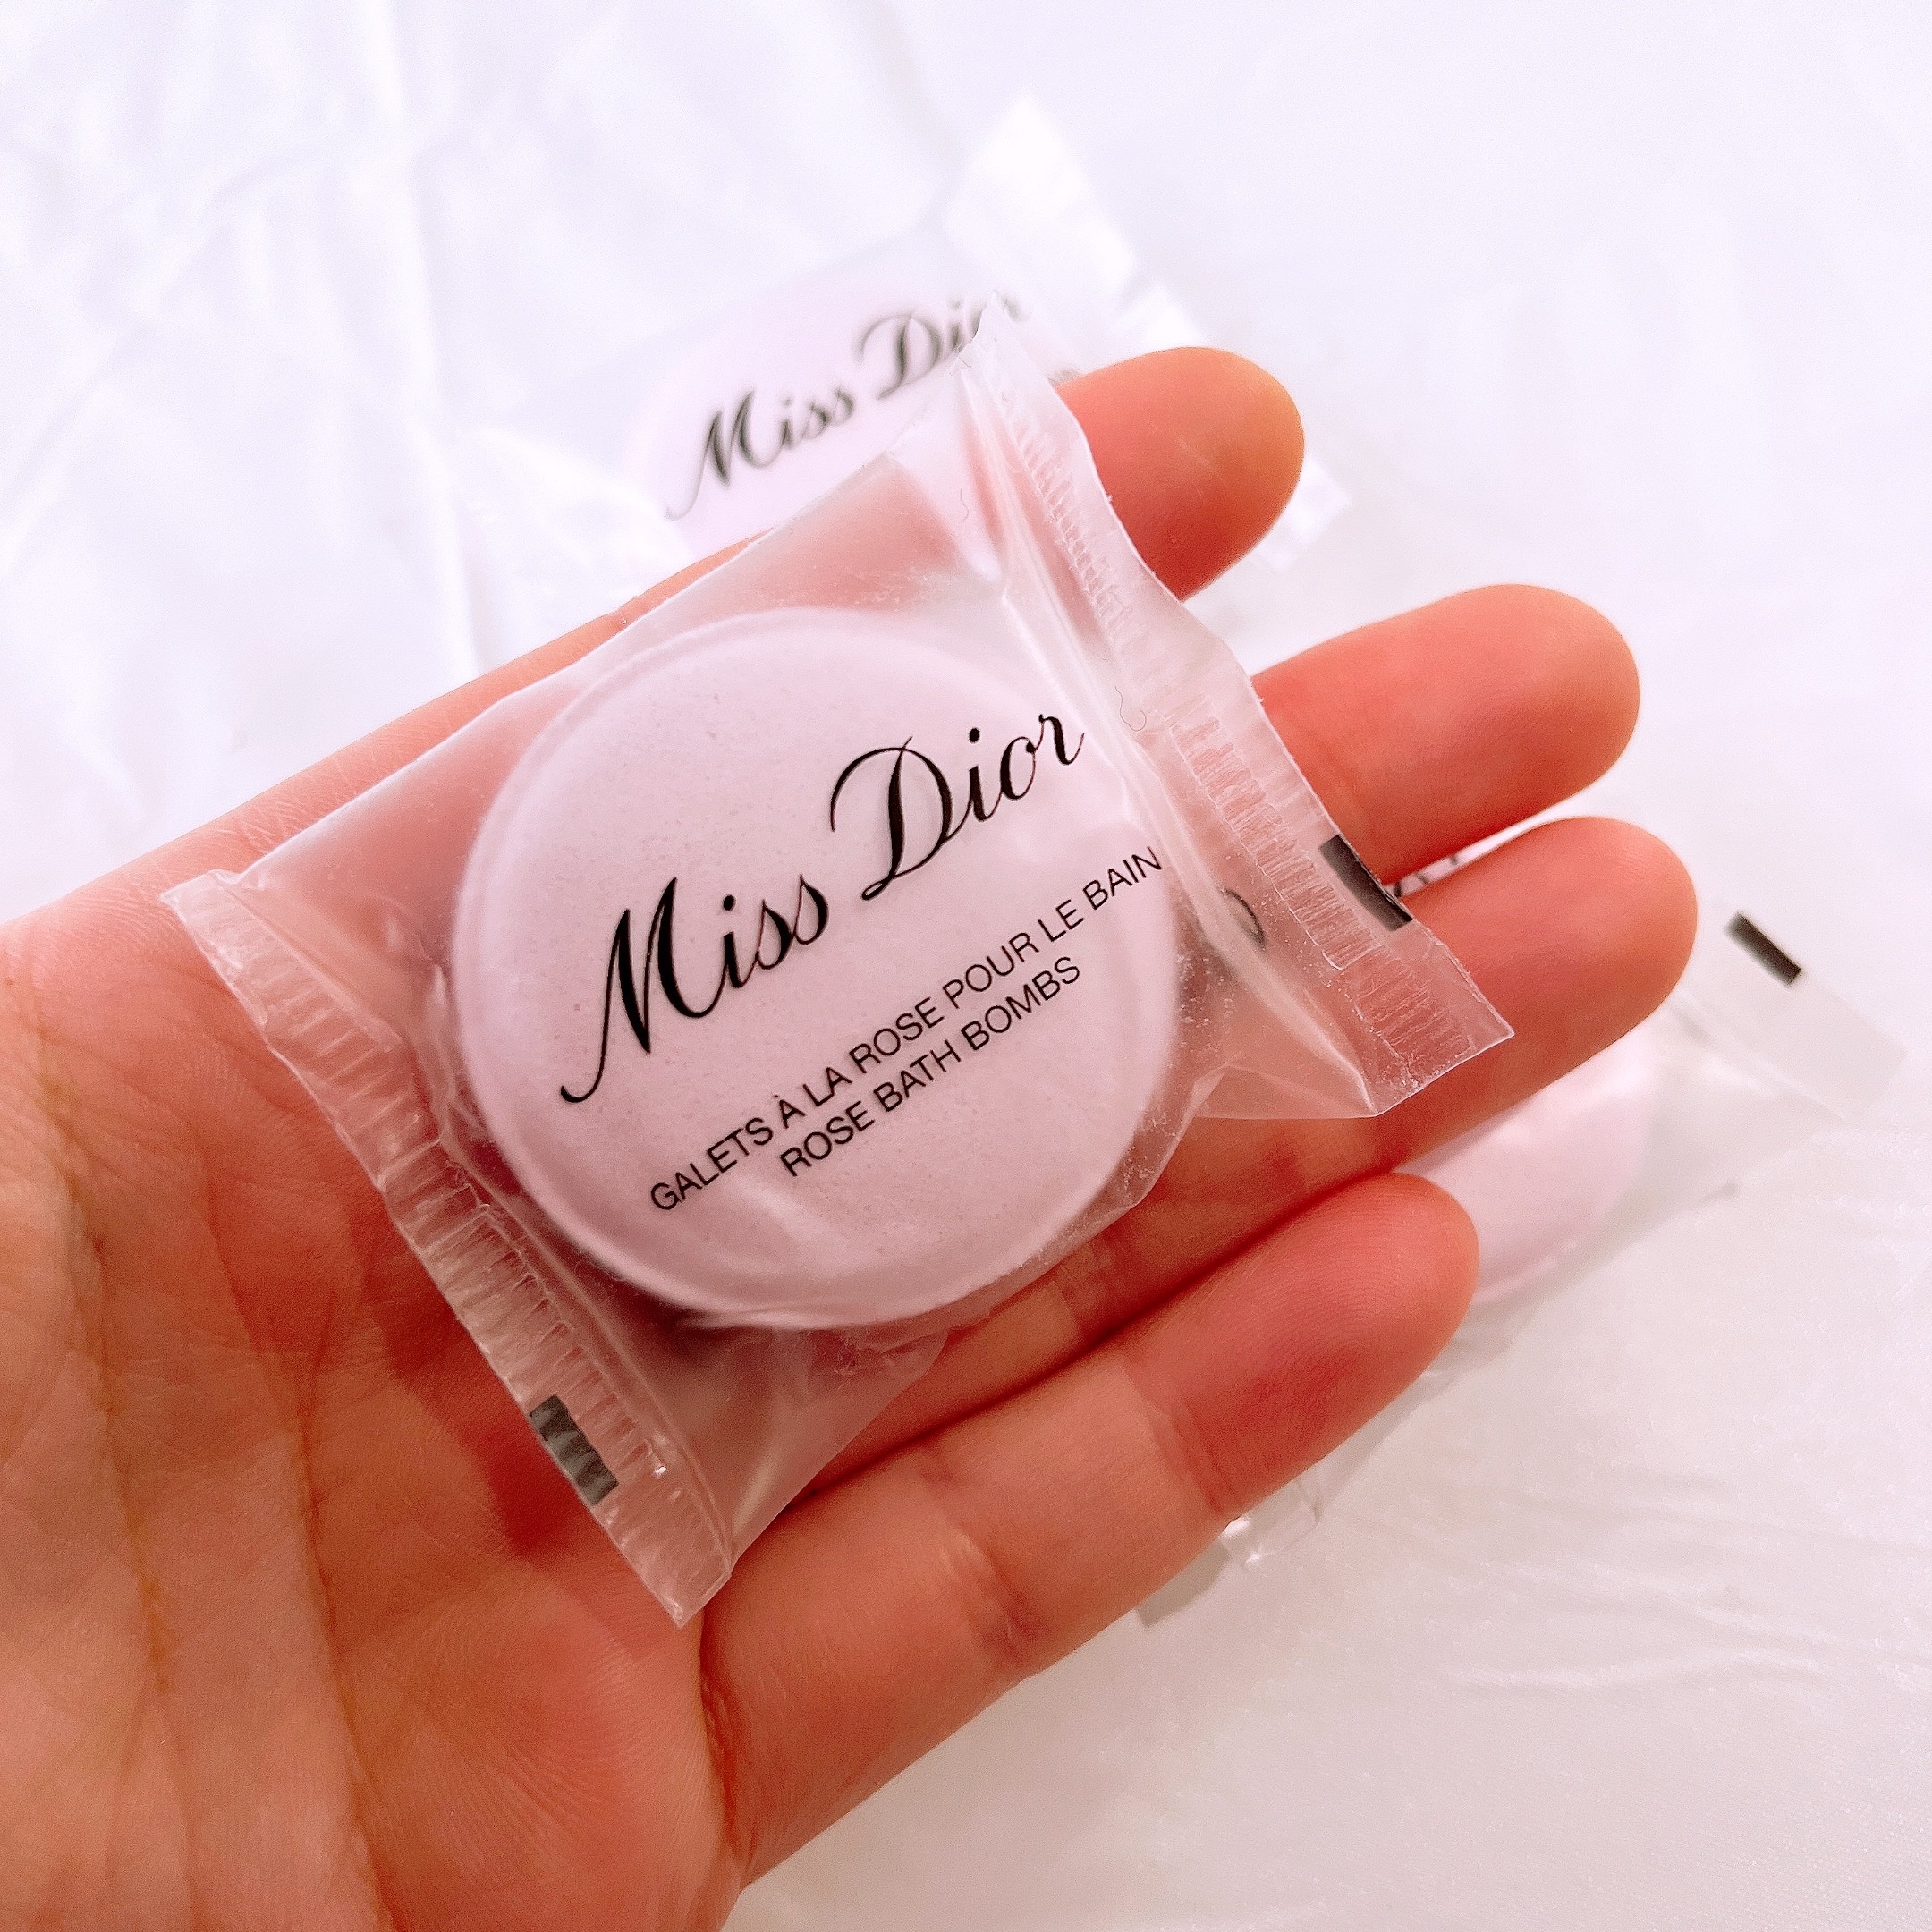 Miss Dior
Miss Dior
GALETS À LA ROSE POUR LE BAIN
ROSE BATH BOMBS